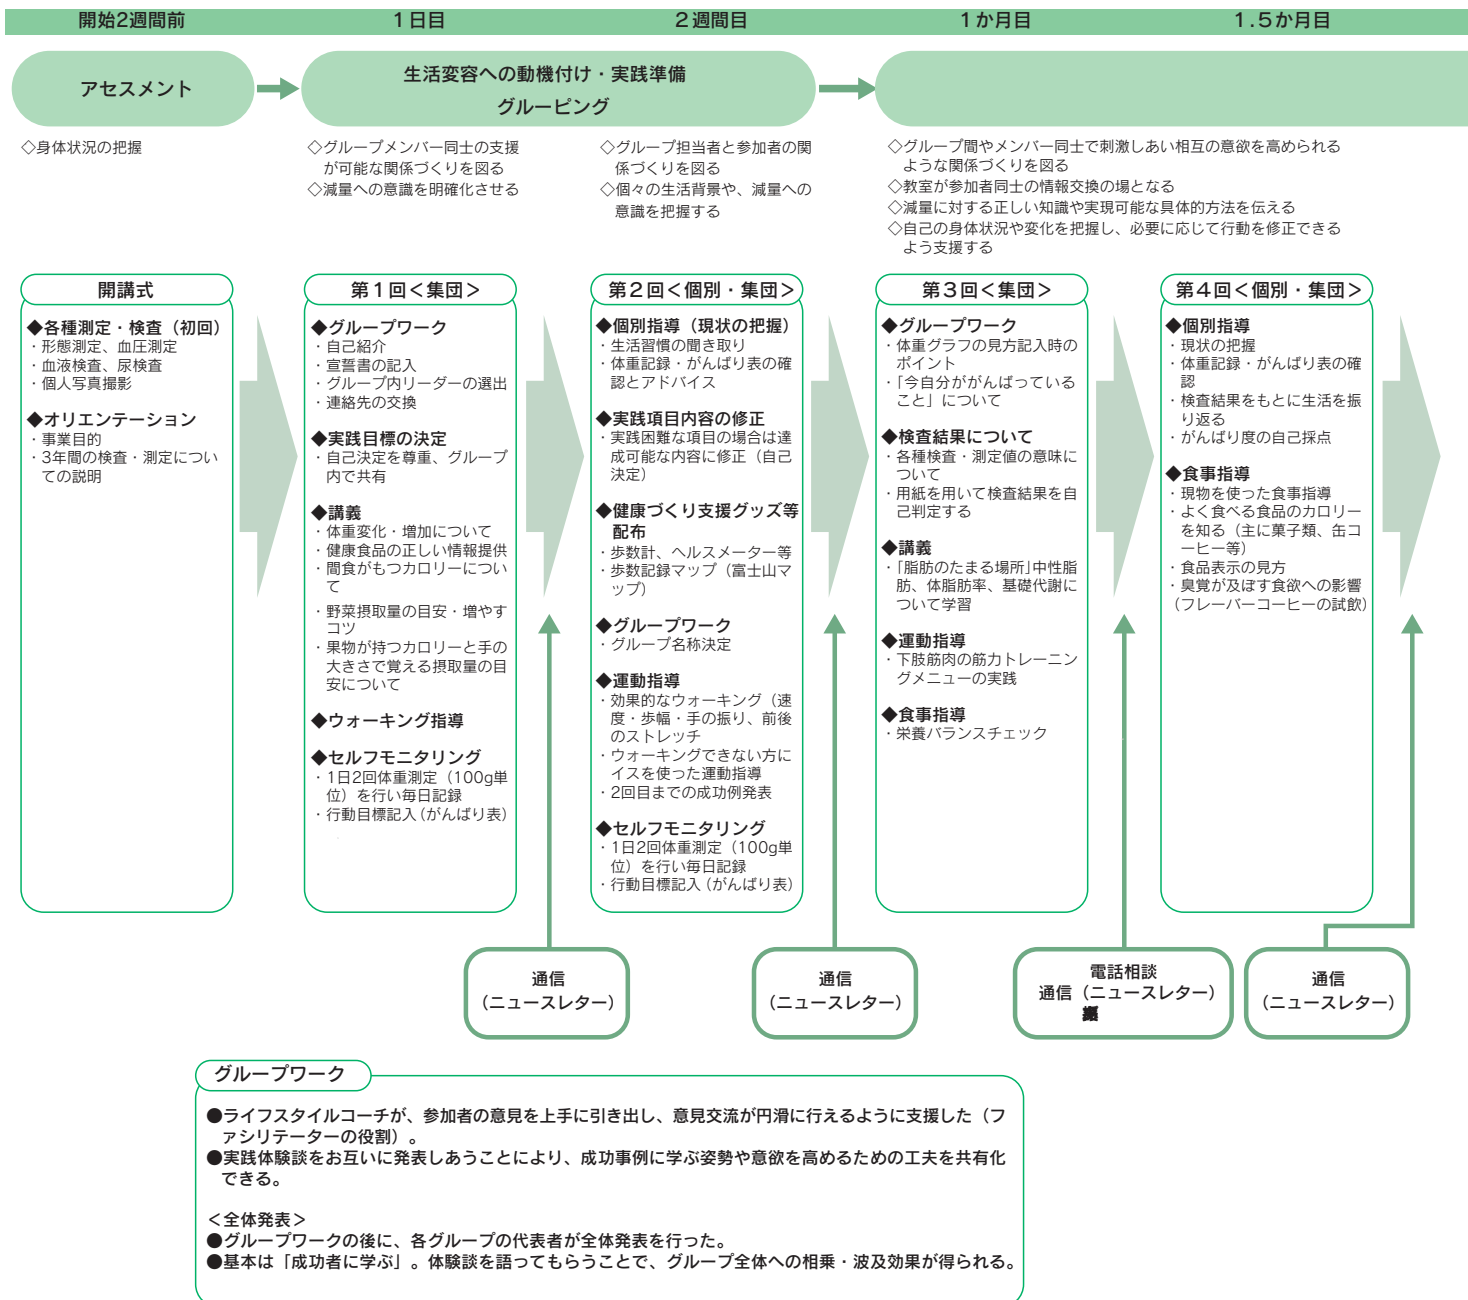 開始2週間前
1日目
2週間目
1か月目
1.5か月目
アセスメント
生活変容への動機付け・実践準備
グルーピング
◇身体状況の把握
◇グループメンバー同士の支援
が可能な関係づくりを図る
◇減量への意識を明確化させる
◇グループ担当者と参加者の関
係づくりを図る
◇個々の生活背景や、減量への
意識を把握する
◇グループ間やメンバー同士で刺激しあい相互の意欲を高められる
ような関係づくりを図る
◇教室が参加者同士の情報交換の場となる
◇減量に対する正しい知識や実現可能な具体的方法を伝える
◇自己の身体状況や変化を把握し、必要に応じて行動を修正できる
よう支援する
開講式
◆各種測定・検査（初回）
・形態測定、血圧測定
・血液検査、尿検査
・個人写真撮影
◆オリエンテーション
・事業目的
・3年間の検査・測定につい
ての説明
第1回＜集団＞
◆グループワーク
・自己紹介
・宣誓書の記入
・グループ内リーダーの選出
・連絡先の交換
◆実践目標の決定
・自己決定を尊重、グループ
内で共有
◆講義
・体重変化・増加について
・健康食品の正しい情報提供
・間食がもつカロリーについ
て
・野菜摂取量の目安・増やす
コツ
・果物が持つカロリーと手の
大きさで覚える摂取量の目
安について
◆ウォーキング指導
◆セルフモニタリング
・1日2回体重測定（100g単
位）を行い毎日記録
・行動目標記入（がんばり表）
第2回＜個別・集団＞
◆個別指導（現状の把握）
・生活習慣の聞き取り
・体重記録・がんばり表の確
認とアドバイス
◆実践項目内容の修正
・実践困難な項目の場合は達
成可能な内容に修正（自己
決定）
◆健康づくり支援グッズ等
配布
・歩数計、ヘルスメーター等
・歩数記録マップ（富士山マ
ップ）
◆グループワーク
・グループ名称決定
◆運動指導
・効果的なウォーキング（速
度・歩幅・手の振り、前後
のストレッチ
・ウォーキングできない方に
イスを使った運動指導
・2回目までの成功例発表
◆セルフモニタリング
・1日2回体重測定（100g単
位）を行い毎日記録
・行動目標記入（がんばり表）
第3回＜集団＞
◆グループワーク
・体重グラフの見方記入時の
ポイント
・「今自分ががんばっている
こと」について
◆検査結果について
・各種検査・測定値の意味に
ついて
・用紙を用いて検査結果を自
己判定する
◆講義
・「脂肪のたまる場所」中性脂
肪、体脂肪率、基礎代謝に
ついて学習
◆運動指導
・下肢筋肉の筋力トレーニン
グメニューの実践
◆食事指導
・栄養バランスチェック
第4回＜個別・集団＞
◆個別指導
・現状の把握
・体重記録・がんばり表の確
認
・検査結果をもとに生活を振
り返る
・がんばり度の自己採点
◆食事指導
・現物を使った食事指導
・よく食べる食品のカロリー
を知る（主に菓子類、缶コ
ーヒー等）
・食品表示の見方
・臭覚が及ぼす食欲への影響
（フレーバーコーヒーの試飲）
通信
（ニュースレター）
通信
（ニュースレター）
電話相談
通信（ニュースレター）
通信
（ニュースレター）
グループワーク
●ライフスタイルコーチが、参加者の意見を上手に引き出し、意見交流が円滑に行えるように支援した（フ
ァシリテーターの役割）。
●実践体験談をお互いに発表しあうことにより、成功事例に学ぶ姿勢や意欲を高めるための工夫を共有化
できる。
＜全体発表＞
●グループワークの後に、各グループの代表者が全体発表を行った。
●基本は「成功者に学ぶ」。体験談を語ってもらうことで、グループ全体への相乗・波及効果が得られる。